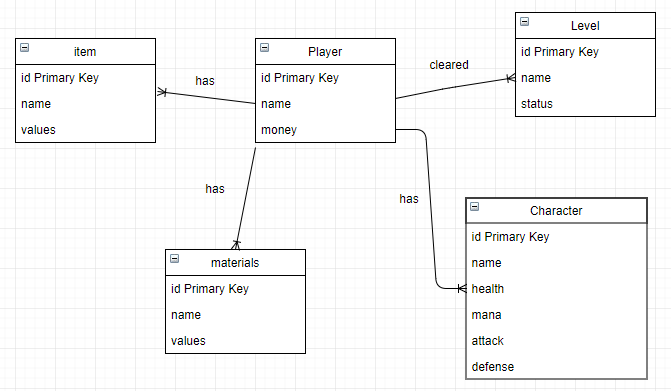 item
id Primary Key
name
values
has
Player
id Primary Key
name
money
cleared
Level
id Primary Key
name
status
has
materials
id Primary Key
name
values
has
Character
id Primary Key
name
health
mana
attack
defense